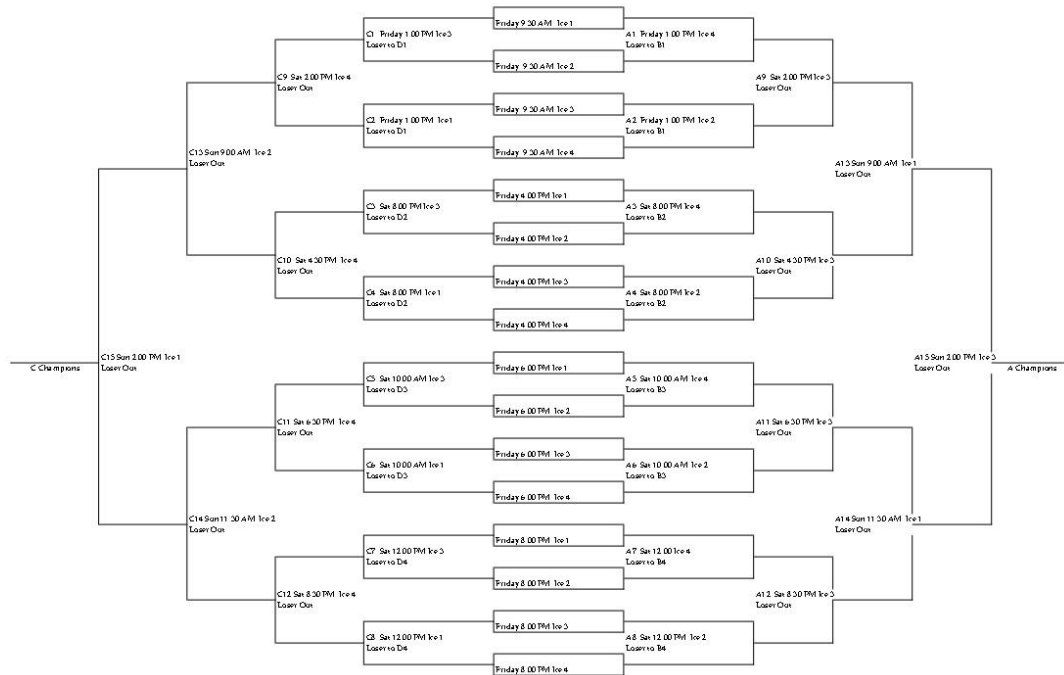 Friday 9:30 AM Ice 1
C1 Friday 1:00 PM Ice 3
Loser to D1
A1 Friday 1:00 PM Ice 4
Loser to B1
Friday 9:30 AM Ice 2
C9 Sat 2:00 PM Ice 4
Loser Out
A9 Sat 2:00 PM Ice 3
Loser Out
Friday 9:30 AM Ice 3
C2 Friday 1:00 PM Ice 1
Loser to D1
A2 Friday 1:00 PM Ice 2
Loser to B1
Friday 9:30 AM Ice 4
C13 Sun 9:00 AM Ice 2
Loser Out
A13 Sun 9:00 AM Ice 1
Loser Out
Friday 4:00 PM Ice 1
C3 Sat 8:00 PM Ice 3
Loser to D2
A3 Sat 8:00 PM Ice 4
Loser to B2
Friday 4:00 PM Ice 2
C10 Sat 4:30 PM Ice 4
Loser Out
A10 Sat 4:30 PM Ice 3
Loser Out
Friday 4:00 PM Ice 3
C4 Sat 8:00 PM Ice 1
Loser to D2
A4 Sat 8:00 PM Ice 2
Loser to B2
Friday 4:00 PM Ice 4
C15 Sun 2:00 PM Ice 1
Loser Out
C Champions
A15 Sun 2:00 PM Ice 3
Loser Out
A Champions
Friday 6:00 PM Ice 1
C5 Sat 10:00 AM Ice 3
Loser to D3
A5 Sat 10:00 AM Ice 4
Loser to B3
Friday 6:00 PM Ice 2
C11 Sat 6:30 PM Ice 4
Loser Out
A11 Sat 6:30 PM Ice 3
Loser Out
Friday 6:00 PM Ice 3
C6 Sat 10:00 AM Ice 1
Loser to D3
A6 Sat 10:00 AM Ice 2
Loser to B3
Friday 6:00 PM Ice 4
C14 Sun 11:30 AM Ice 2
Loser Out
A14 Sun 11:30 AM Ice 1
Loser Out
Friday 8:00 PM Ice 1
C7 Sat 12:00 PM Ice 3
Loser to D4
A7 Sat 12:00 Ice 4
Loser to B4
Friday 8:00 PM Ice 2
C12 Sat 8:30 PM Ice 4
Loser Out
A12 Sat 8:30 PM Ice 3
Loser Out
Friday 8:00 PM Ice 3
C8 Sat 12:00 PM Ice 1
Loser to D4
A8 Sat 12:00 PM Ice 2
Loser to B4
Friday 8:00 PM Ice 4